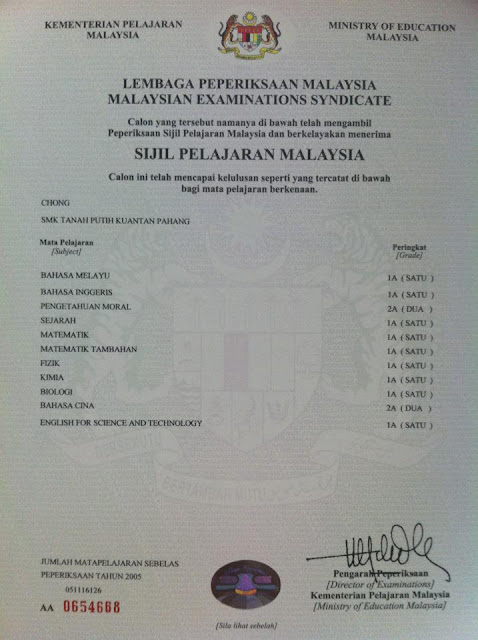 KEMENTERIAN PELAJARAN
MALAYSIA
MINISTRY OF EDUCATION
MALAYSIA
LEMBAGA PEPERIKSAAN MALAYSIA
MALAYSIAN EXAMINATIONS SYNDICATE
Calon yang tersebut namanya di bawah telah mengambil
Peperiksaan Sijil Pelajaran Malaysia dan berkelayakan menerima
SIJIL PELAJARAN MALAYSIA
Calon ini telah mencapai kelulusan seperti yang tercatat di bawah
bagi mata pelajaran berkenaan.
CHONG
SMK TANAH PUTIH KUANTAN PAHANG
Mata Pelajaran Peringkat
[Subject] [Grade]
BAHASA MELAYU 1A ( SATU )
BAHASA INGGERIS 1A ( SATU )
PENGETAHUAN MORAL 2A ( DUA )
SEJARAH 1A ( SATU )
MATEMATIK 1A ( SATU )
MATEMATIK TAMBAHAN 1A ( SATU )
FIZIK 1A ( SATU )
KIMIA 1A ( SATU )
BIOLOGI 1A ( SATU )
BAHASA CINA 2A ( DUA )
ENGLISH FOR SCIENCE AND TECHNOLOGY 1A ( SATU )
BERTAMBAH MUTU
JUMLAH MATAPELAJARAN SEBELAS
PEPERIKSAAN TAHUN 2005
051116126
AA 0654668
Pengarah Peperiksaan
[Director of Examinations]
Kementerian Pelajaran Malaysia
[Ministry of Education Malaysia]
[Sila lihat sebelah]